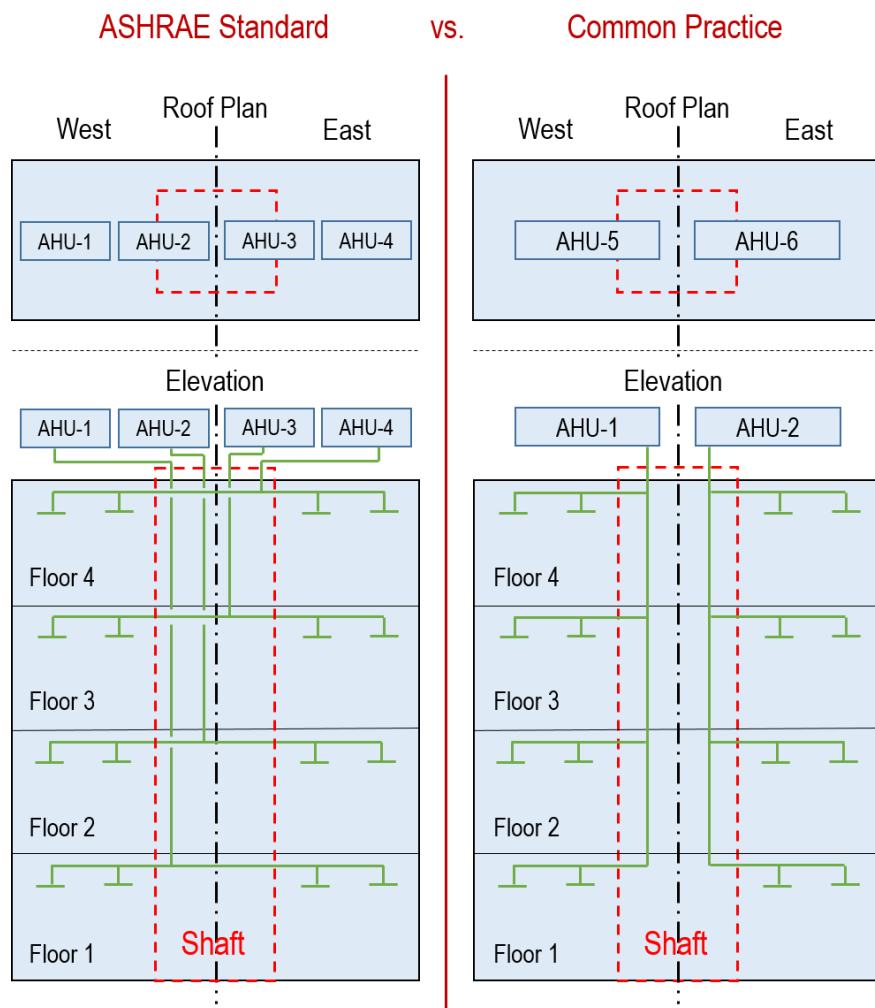 ASHRAE Standard vs. Common Practice
Roof Plan
West East
AHU-1 AHU-2 AHU-3 AHU-4
Elevation
AHU-1 AHU-2 AHU-3 AHU-4
Floor 4
Floor 3
Floor 2
Floor 1
Shaft
Roof Plan
West East
AHU-5 AHU-6
Elevation
AHU-1 AHU-2
Floor 4
Floor 3
Floor 2
Floor 1
Shaft